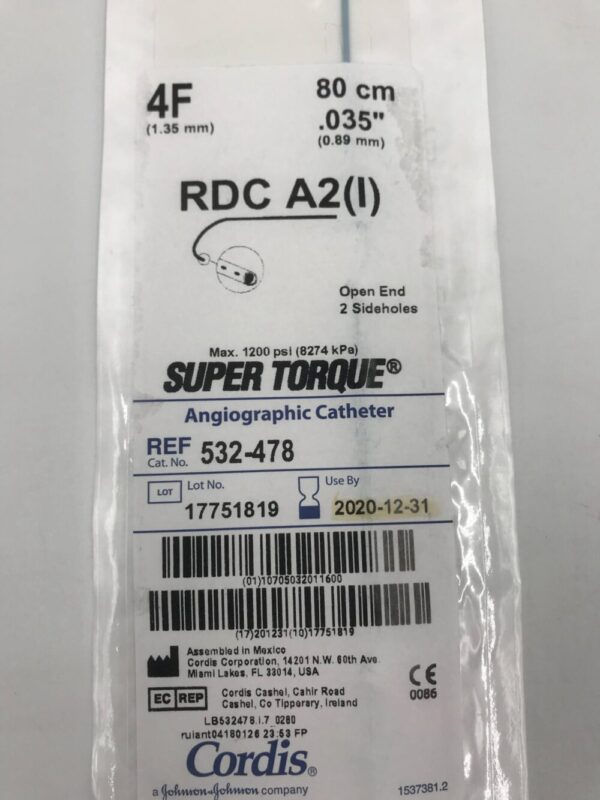 4F
(1.35 mm)
80 cm
.035"
(0.89 mm)
RDC A2(I)
Open End
2 Sideholes
Max. 1200 psi (8274 kPa)
SUPER TORQUE®
Angiographic Catheter
REF
Cat. No. 532-478
LOT Lot No.
17751819
Use By
2020-12-31
(01)10705032011600
(17)201231(10)17751819
Assembled in Mexico
Cordis Corporation, 14201 N.W. 60th Ave.
Miami Lakes, FL 33014, USA
EC REP
Cordis Cashel, Cahir Road
Cashel, Co Tipperary, Ireland
CE
0086
LB532478.I.7_0280
ruiant04180126 23:53 FP
Cordis®
a Johnson & Johnson company
1537381.2